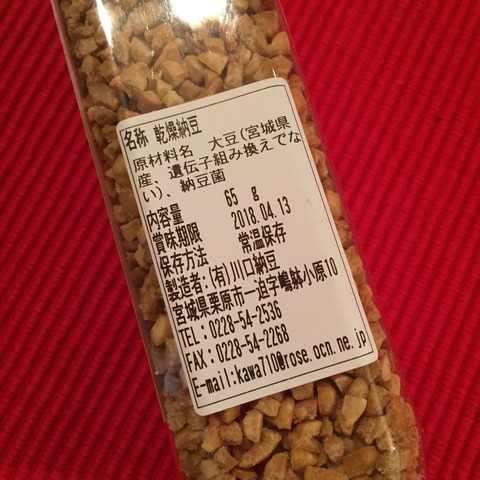 名称 乾燥納豆
原材料名 大豆(宮城県
産、遺伝子組み換えでな
い)、納豆菌
内容量 65 g
賞味期限 2018.04.13
保存方法 常温保存
製造者:(有)川口納豆
宮城県栗原市一迫字嶋躰小原10
TEL:0228-54-2536
FAX:0228-54-2268
E-mail:kawa710@rose.ocn.ne.jp